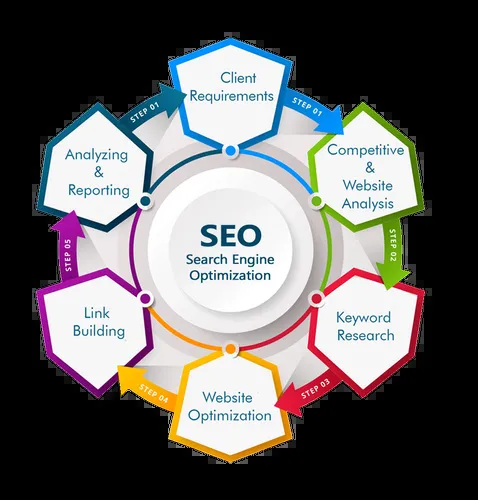 Client
Requirements
STEP 01
Competitive
&
Website
Analysis
STEP 02
Keyword
Research
STEP 03
Website
Optimization
STEP 04
Link
Building
STEP 05
Analyzing
&
Reporting
STEP 01
SEO
Search Engine
Optimization